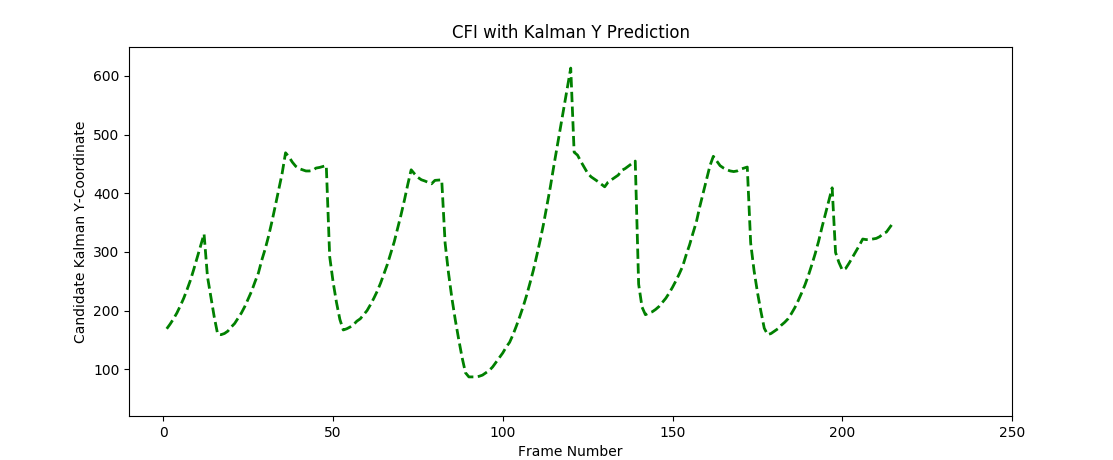 CFI with Kalman Y Prediction
Candidate Kalman Y-Coordinate
600
500
400
300
200
100
0 50 100 150 200 250
Frame Number